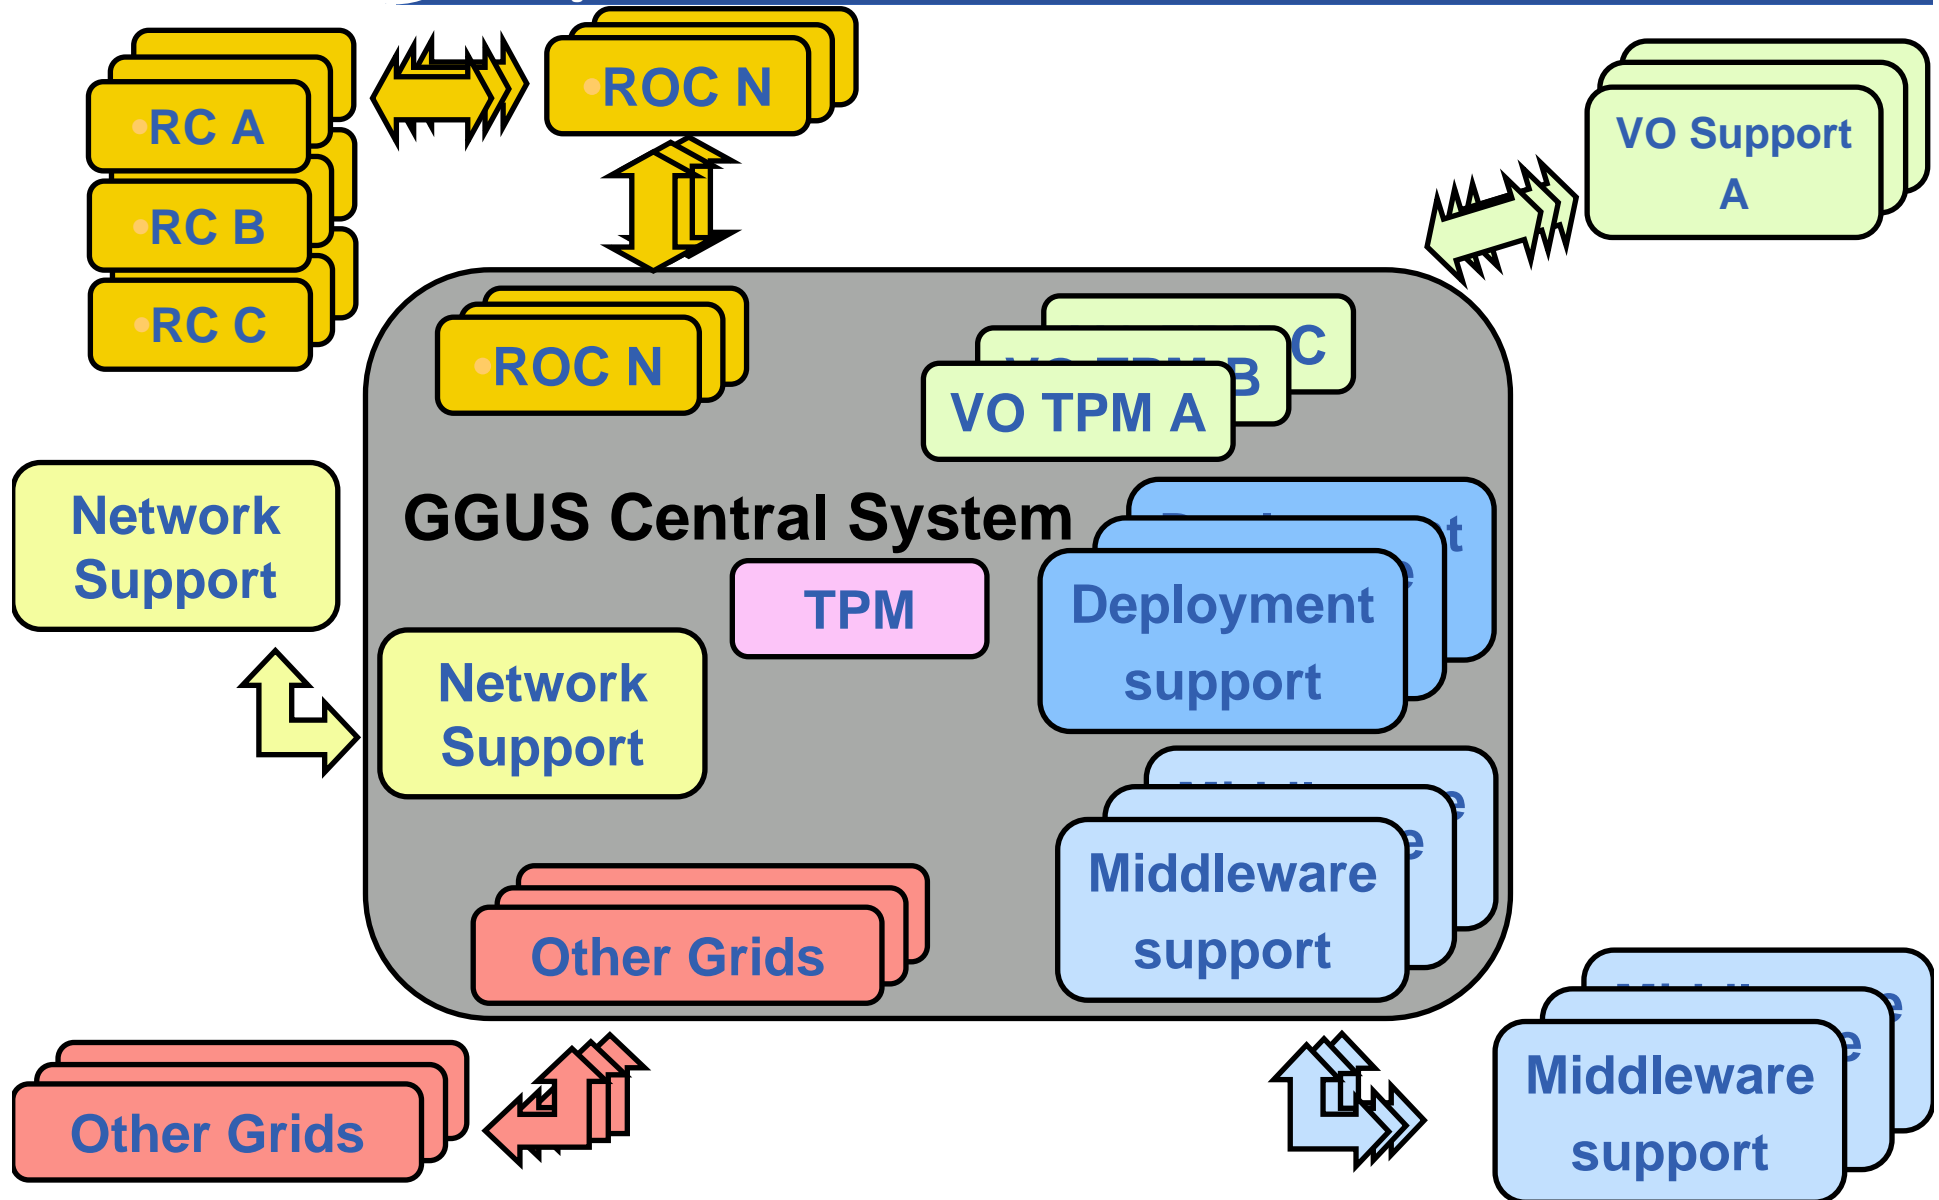 •ROC N
•RC A
•RC B
•RC C
VO Support
A
•ROC N
C
B
VO TPM A
GGUS Central System
Network
Support
TPM
Deployment
support
Network
Support
Middleware
support
Other Grids
Other Grids
Middleware
support